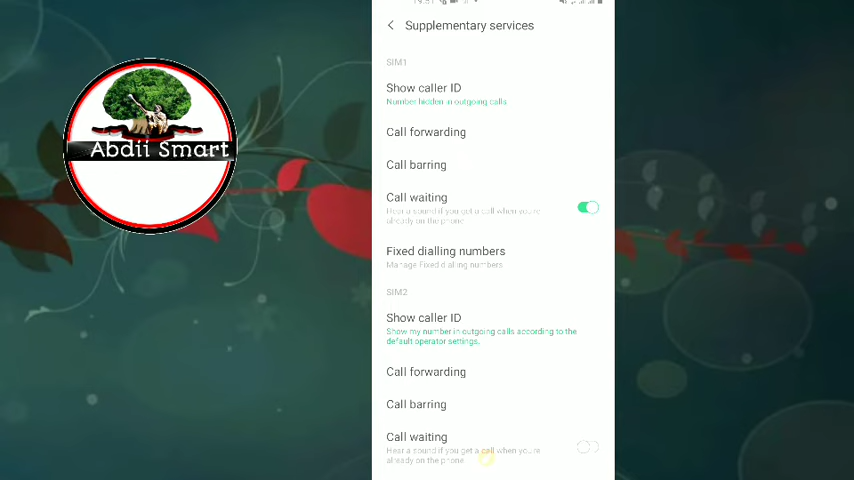 Supplementary services
Abdii Smart
SIM1
Show caller ID
Number hidden in outgoing calls
Call forwarding
Call barring
Call waiting
Hear a sound if you get a call when you're
already on the phone.
Fixed dialling numbers
Manage Fixed dialling numbers.
SIM2
Show caller ID
Show my number in outgoing calls according to the
default operator settings.
Call forwarding
Call barring
Call waiting
Hear a sound if you get a call when you're
already on the phone.